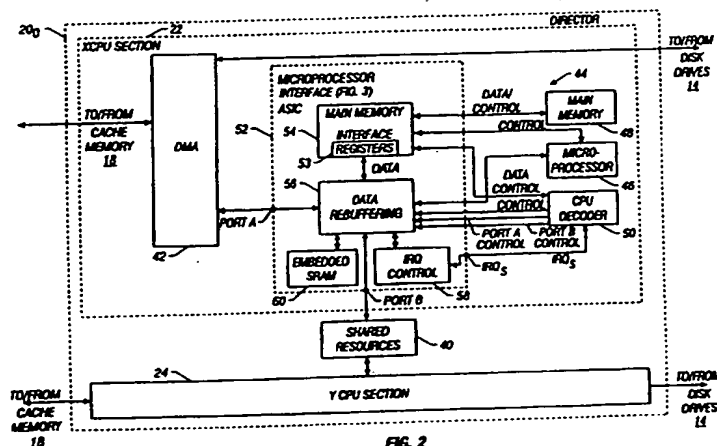 20₀
XCPU SECTION
22
DIRECTOR
TO/FROM
DISK
DRIVES
14
TO/FROM
CACHE
MEMORY
18
DMA
42
MICROPROCESSOR
INTERFACE (FIG. 3)
ASIC
52
54
MAIN MEMORY
INTERFACE
REGISTERS
53
DATA
56
DATA
REBUFFERING
PORT A
EMBEDDED
SRAM
60
IRQ
CONTROL
58
PORT B
DATA/
CONTROL
CONTROL
44
MAIN
MEMORY
48
MICRO-
PROCESSOR
46
DATA
CONTROL
CONTROL
CPU
DECODER
50
PORT A
CONTROL
PORT B
CONTROL
IRQS
IRQS
SHARED
RESOURCES
40
24
Y CPU SECTION
TO/FROM
CACHE
MEMORY
18
TO/FROM
DISK
DRIVES
14
FIG. 2